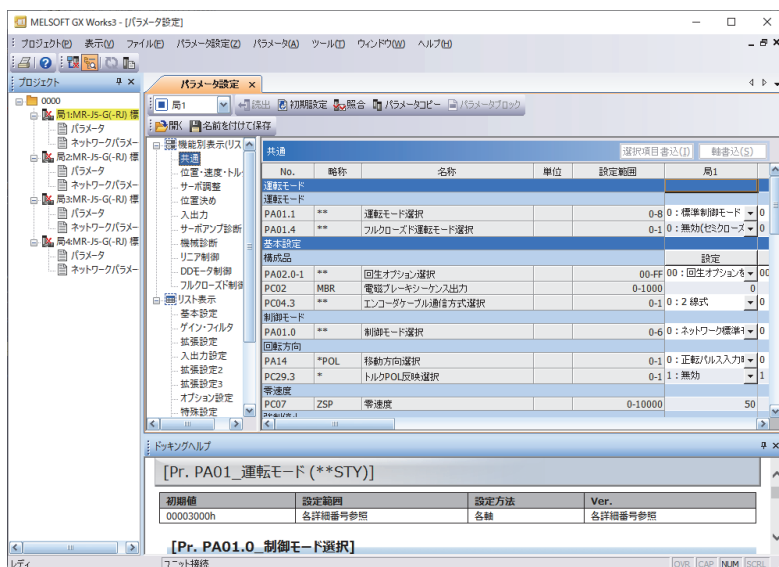 MELSOFT GX Works3 - [パラメータ設定]
プロジェクト(P) 表示(V) ファイル(E) パラメータ設定(Z) パラメータ(A) ツール(T) ウィンドウ(W) ヘルプ(H)
プロジェクト
0000
局1:MR-J5-G(-RJ) 標
パラメータ
ネットワークパラメー
局2:MR-J5-G(-RJ) 標
パラメータ
ネットワークパラメー
局3:MR-J5-G(-RJ) 標
パラメータ
ネットワークパラメー
局4:MR-J5-G(-RJ) 標
パラメータ
ネットワークパラメー
パラメータ設定
局1 読出 初期設定 照合 パラメータコピー パラメータブロック
開く 名前を付けて保存
機能別表示(リス
共通
位置・速度・トル
サーボ調整
位置決め
入出力
サーボアンプ診断
機械診断
リニア制御
DDモータ制御
フルクローズド制御
リスト表示
基本設定
ゲイン・フィルタ
拡張設定
入出力設定
拡張設定2
拡張設定3
オプション設定
特殊設定
共通 選択項目書込(I) 軸書込(S)
No. 略称 名称 単位 設定範囲 局1
運転モード
運転モード
PA01.1 ** 運転モード選択 0-8 0:標準制御モード 0
PA01.4 ** フルクローズド運転モード選択 0-1 0:無効(セミクローズ 0
基本設定
構成品 設定
PA02.0-1 ** 回生オプション選択 00-FF 00:回生オプションを 00
PC02 MBR 電磁ブレーキシーケンス出力 0-1000 0
PC04.3 ** エンコーダケーブル通信方式選択 0-1 0:2線式 0
制御モード
PA01.0 ** 制御モード選択 0-6 0:ネットワーク標準 0
回転方向
PA14 *POL 移動方向選択 0-1 0:正転パルス入力 0
PC29.3 * トルクPOL反映選択 0-1 1:無効 1
零速度
PC07 ZSP 零速度 0-10000 50
ドッキングヘルプ
[Pr. PA01_運転モード (**STY)]
初期値 設定範囲 設定方法 Ver.
00003000h 各詳細番号参照 各軸 各詳細番号参照
[Pr. PA01.0_制御モード選択]
レディ ユニット接続 OVR CAP NUM SCRL